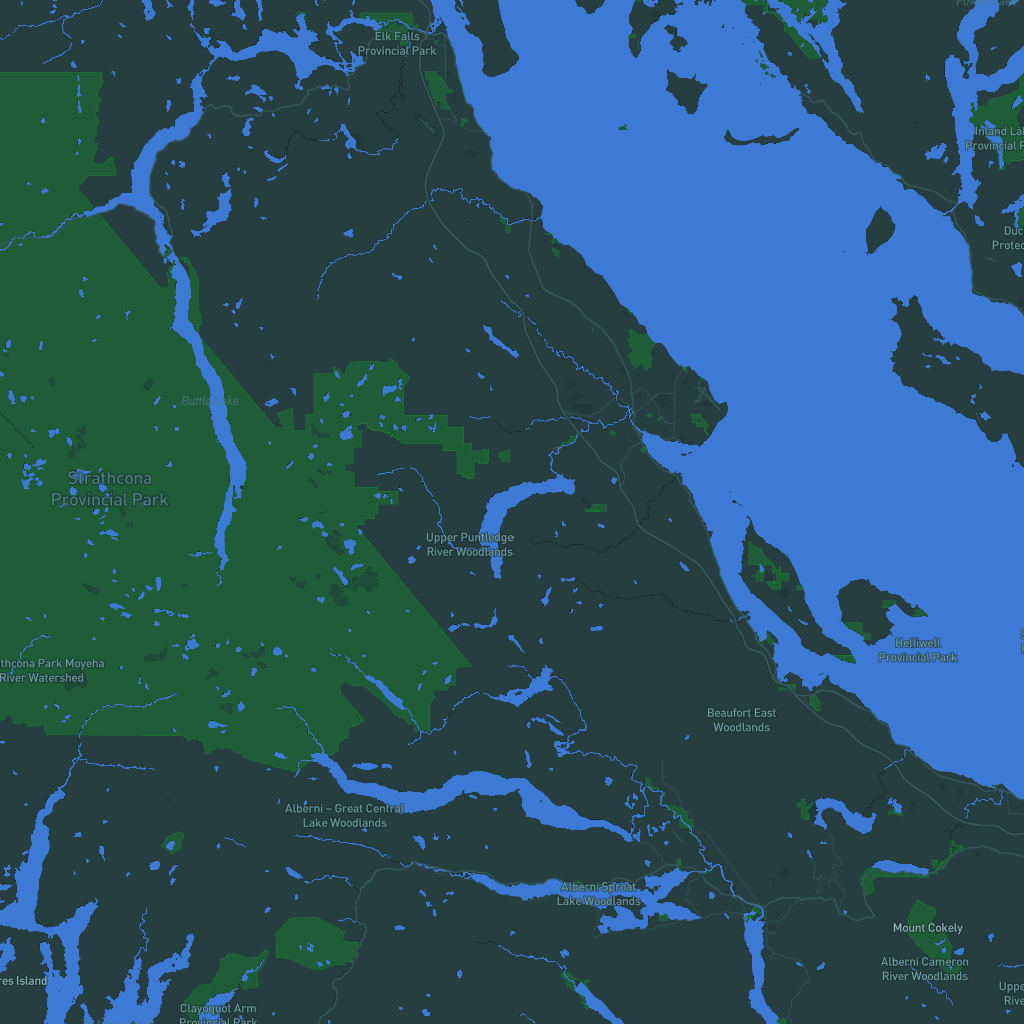 Elk Falls
Provincial Park
Inland Lake
Provincial P
Duc
Protec
Buttle Lake
Strathcona
Provincial Park
Upper Puntledge
River Woodlands
thcona Park Moyeha
River Watershed
Helliwell
Provincial Park
Beaufort East
Woodlands
Alberni – Great Central
Lake Woodlands
Alberni Sproat
Lake Woodlands
Mount Cokely
Alberni Cameron
River Woodlands
res Island
Uppe
Rive
Clayoquot Arm
Provincial Park